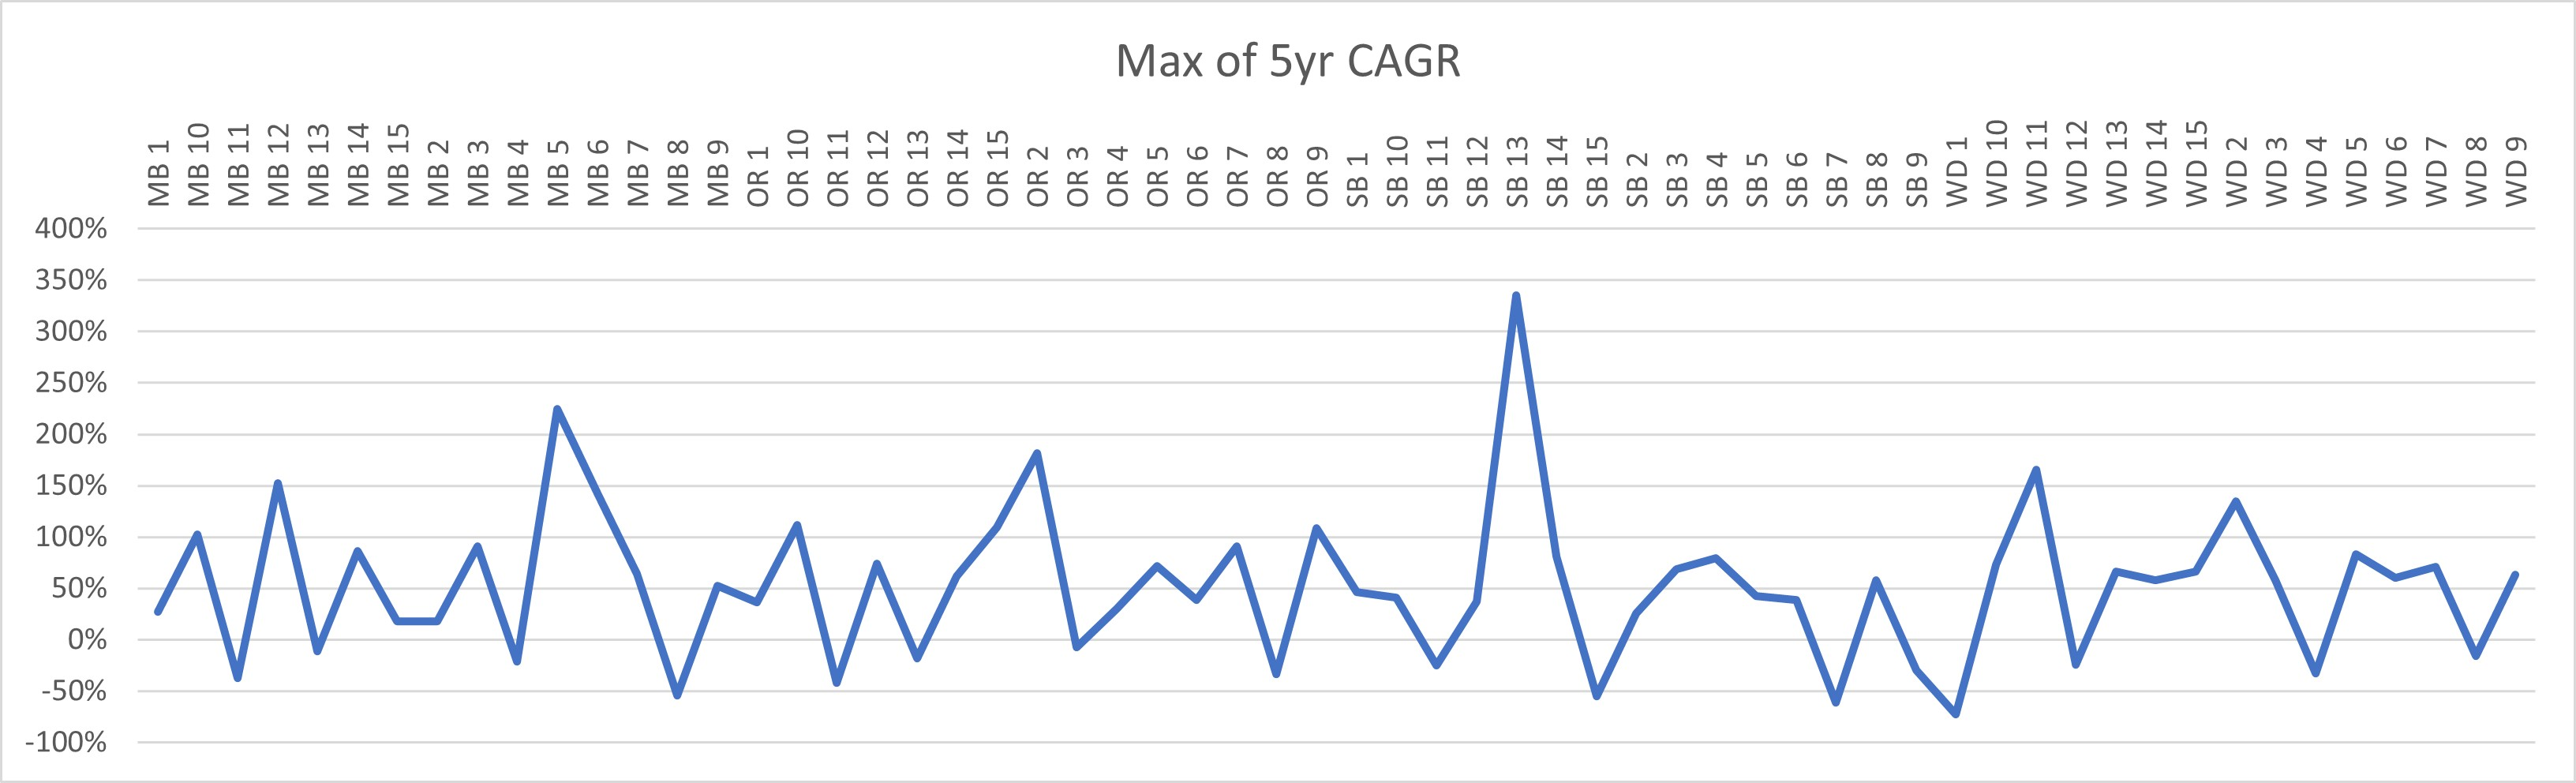 Max of 5yr CAGR
MB 1
MB 10
MB 11
MB 12
MB 13
MB 14
MB 15
MB 2
MB 3
MB 4
MB 5
MB 6
MB 7
MB 8
MB 9
OR 1
OR 10
OR 11
OR 12
OR 13
OR 14
OR 15
OR 2
OR 3
OR 4
OR 5
OR 6
OR 7
OR 8
OR 9
SB 1
SB 10
SB 11
SB 12
SB 13
SB 14
SB 15
SB 2
SB 3
SB 4
SB 5
SB 6
SB 7
SB 8
SB 9
WD 1
WD 10
WD 11
WD 12
WD 13
WD 14
WD 15
WD 2
WD 3
WD 4
WD 5
WD 6
WD 7
WD 8
WD 9
400%
350%
300%
250%
200%
150%
100%
50%
0%
-50%
-100%